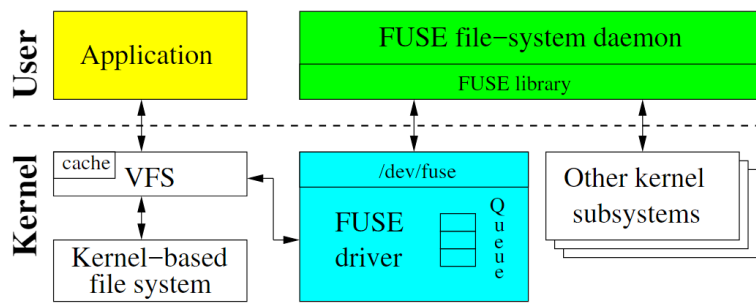 User
Application
FUSE file−system daemon
FUSE library
Kernel
cache
VFS
Kernel−based
file system
/dev/fuse
FUSE
driver
Queue
Other kernel
subsystems